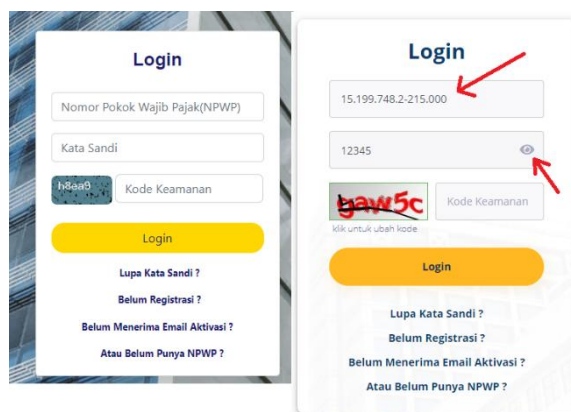 Login
Nomor Pokok Wajib Pajak(NPWP)
Kata Sandi
h8ea9 Kode Keamanan
Login
Lupa Kata Sandi ?
Belum Registrasi ?
Belum Menerima Email Aktivasi ?
Atau Belum Punya NPWP ?
Login
15.199.748.2-215.000
12345
gaw5c Kode Keamanan
klik untuk ubah kode
Login
Lupa Kata Sandi ?
Belum Registrasi ?
Belum Menerima Email Aktivasi ?
Atau Belum Punya NPWP ?